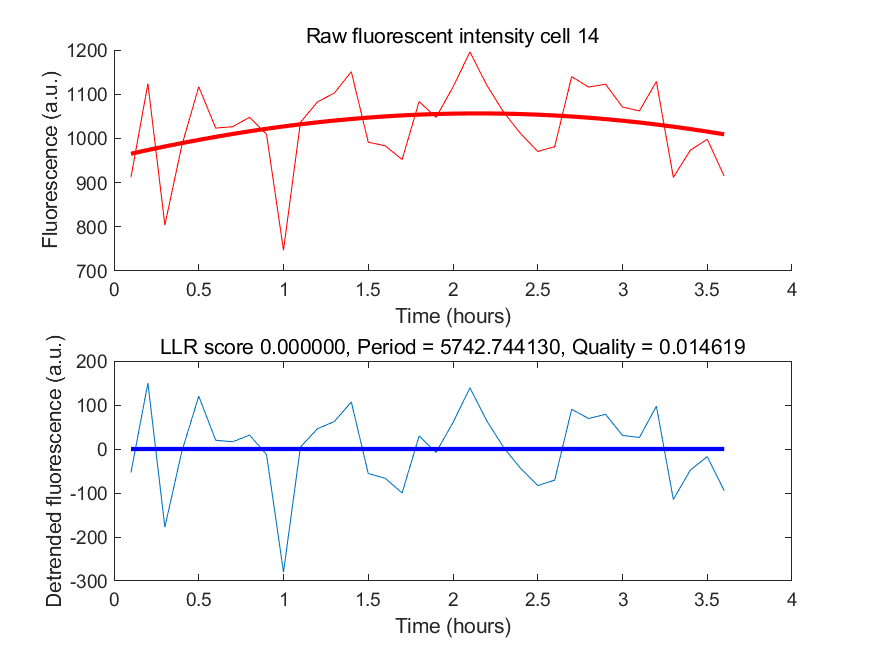 Raw fluorescent intensity cell 14
Fluorescence (a.u.)
1200
1100
1000
900
800
700
0 0.5 1 1.5 2 2.5 3 3.5 4
Time (hours)
LLR score 0.000000, Period = 5742.744130, Quality = 0.014619
Detrended fluorescence (a.u.)
200
100
0
-100
-200
-300
0 0.5 1 1.5 2 2.5 3 3.5 4
Time (hours)